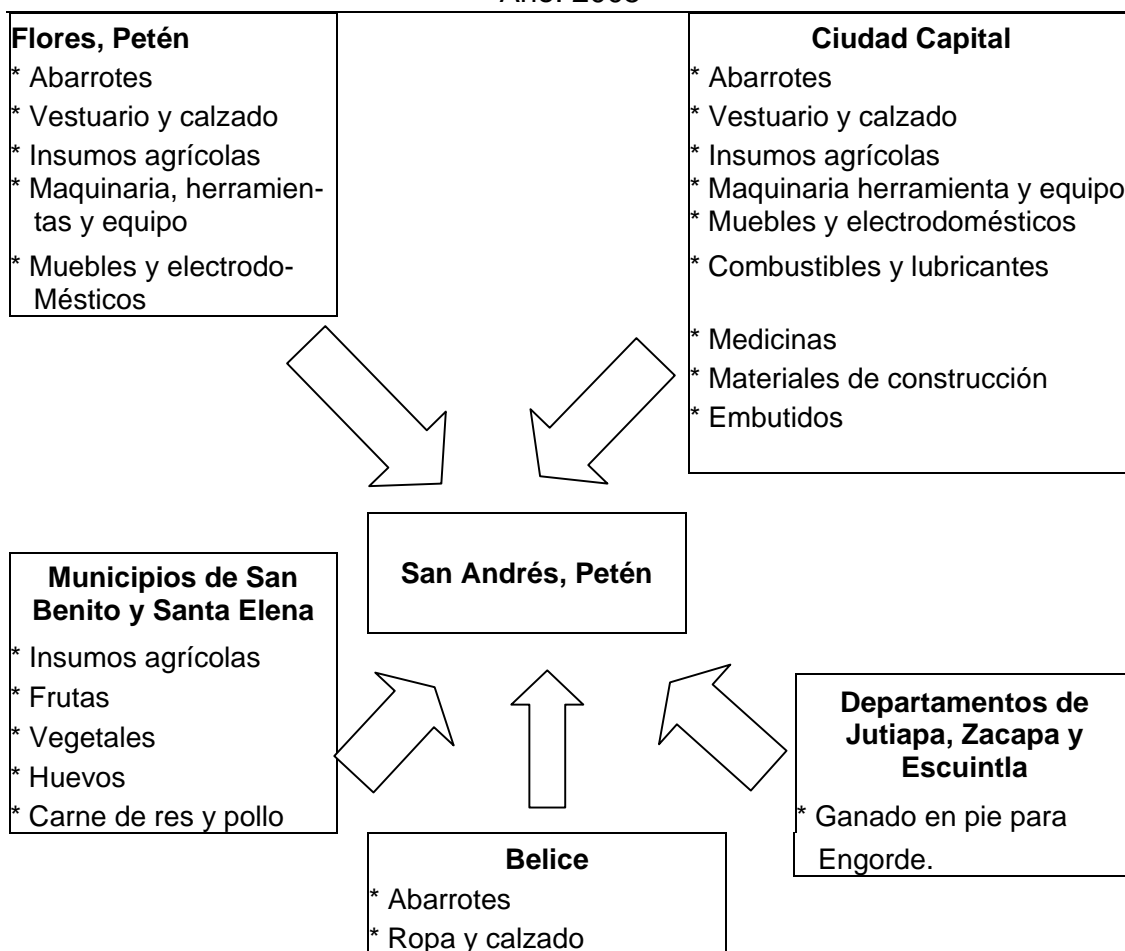 Flores, Petén
* Abarrotes
* Vestuario y calzado
* Insumos agrícolas
* Maquinaria, herramien-
tas y equipo
* Muebles y electrodo-
Mésticos
Ciudad Capital
* Abarrotes
* Vestuario y calzado
* Insumos agrícolas
* Maquinaria herramienta y equipo
* Muebles y electrodomésticos
* Combustibles y lubricantes
* Medicinas
* Materiales de construcción
* Embutidos
San Andrés, Petén
Municipios de San
Benito y Santa Elena
* Insumos agrícolas
* Frutas
* Vegetales
* Huevos
* Carne de res y pollo
Departamentos de
Jutiapa, Zacapa y
Escuintla
* Ganado en pie para
Engorde.
Belice
* Abarrotes
* Ropa y calzado